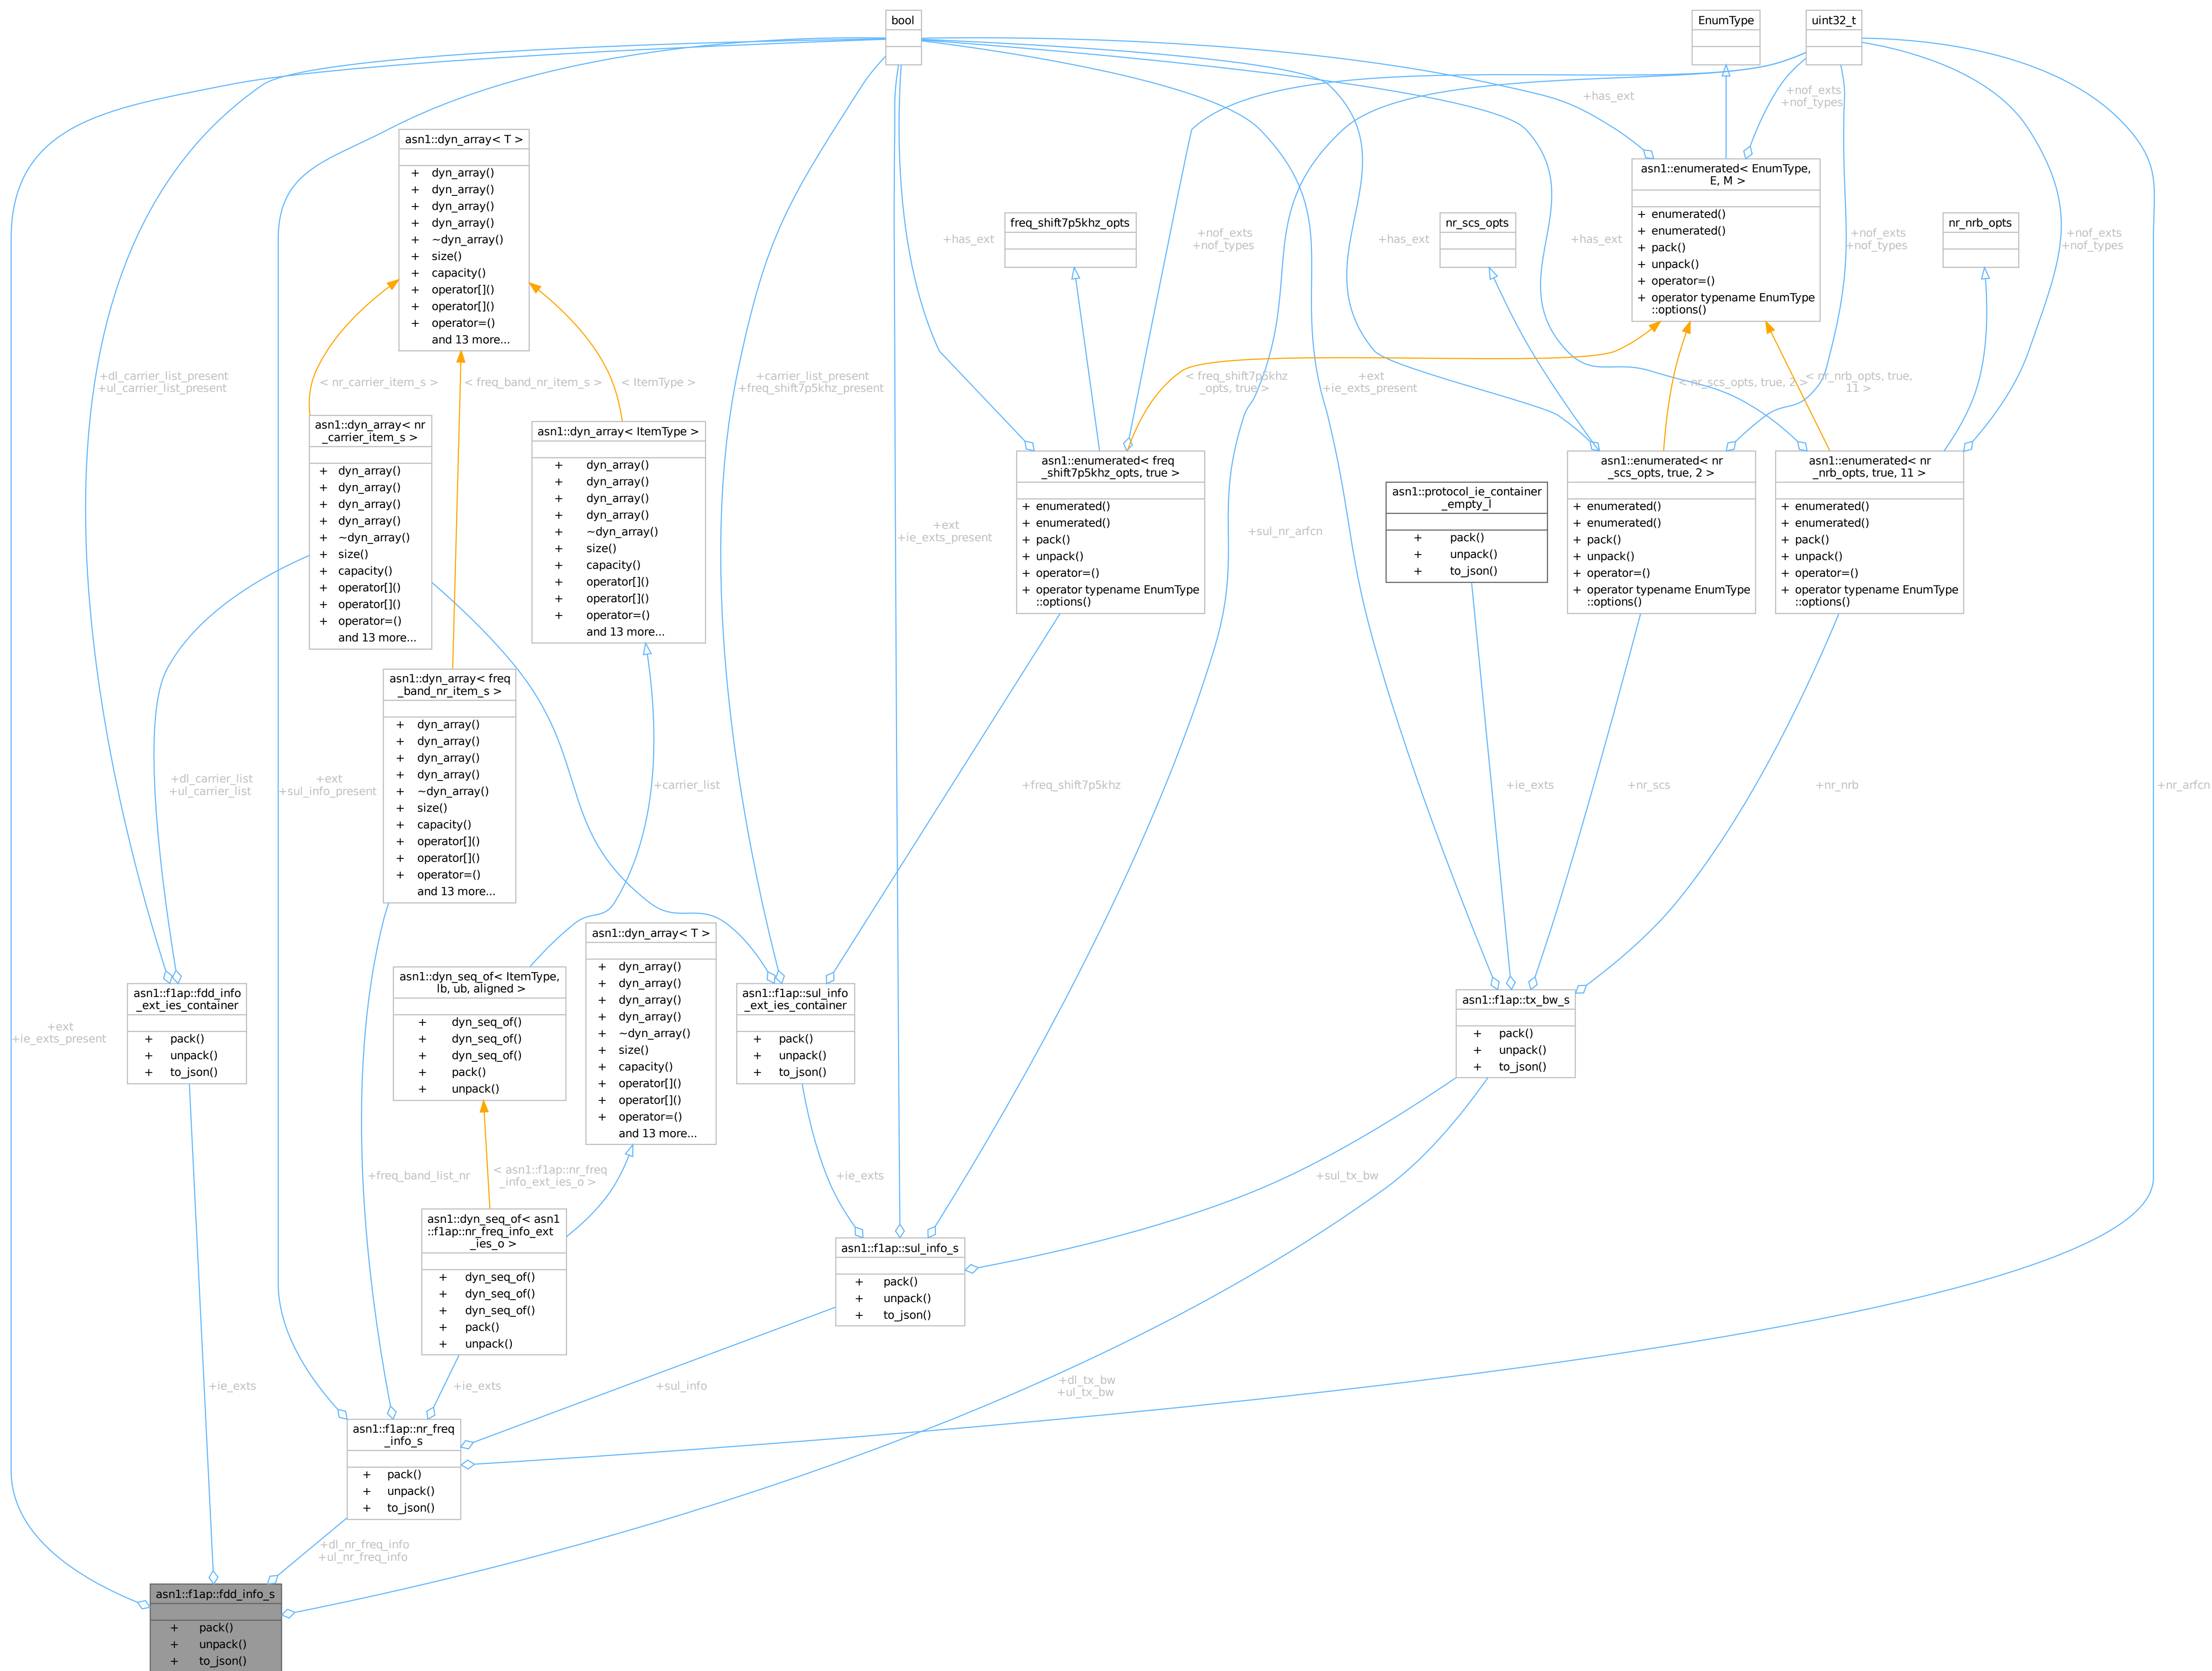 bool
EnumType
uint32_t
+has_ext
+nof_exts
+nof_types
asn1::dyn_array< T >
+ dyn_array()
+ dyn_array()
+ dyn_array()
+ dyn_array()
+ ~dyn_array()
+ size()
+ capacity()
+ operator[]()
+ operator[]()
+ operator=()
and 13 more...
asn1::enumerated< EnumType,
E, M >
+ enumerated()
+ enumerated()
+ pack()
+ unpack()
+ operator=()
+ operator typename EnumType
::options()
freq_shift7p5khz_opts
nr_scs_opts
nr_nrb_opts
+has_ext
+nof_exts
+nof_types
+has_ext
+has_ext
+nof_exts
+nof_types
+nof_exts
+nof_types
+dl_carrier_list_present
+ul_carrier_list_present
< nr_carrier_item_s >
< freq_band_nr_item_s >
< ItemType >
+carrier_list_present
+freq_shift7p5khz_present
< freq_shift7p5khz
_opts, true >
+ext
+ie_exts_present
< nr_scs_opts, true, 2 >
< nr_nrb_opts, true,
11 >
asn1::dyn_array< nr
_carrier_item_s >
+ dyn_array()
+ dyn_array()
+ dyn_array()
+ dyn_array()
+ ~dyn_array()
+ size()
+ capacity()
+ operator[]()
+ operator[]()
+ operator=()
and 13 more...
asn1::dyn_array< ItemType >
+ dyn_array()
+ dyn_array()
+ dyn_array()
+ dyn_array()
+ ~dyn_array()
+ size()
+ capacity()
+ operator[]()
+ operator[]()
+ operator=()
and 13 more...
+ext
+ie_exts_present
asn1::enumerated< freq
_shift7p5khz_opts, true >
+ enumerated()
+ enumerated()
+ pack()
+ unpack()
+ operator=()
+ operator typename EnumType
::options()
+sul_nr_arfcn
asn1::protocol_ie_container
_empty_l
+ pack()
+ unpack()
+ to_json()
asn1::enumerated< nr
_scs_opts, true, 2 >
+ enumerated()
+ enumerated()
+ pack()
+ unpack()
+ operator=()
+ operator typename EnumType
::options()
asn1::enumerated< nr
_nrb_opts, true, 11 >
+ enumerated()
+ enumerated()
+ pack()
+ unpack()
+ operator=()
+ operator typename EnumType
::options()
asn1::dyn_array< freq
_band_nr_item_s >
+ dyn_array()
+ dyn_array()
+ dyn_array()
+ dyn_array()
+ ~dyn_array()
+ size()
+ capacity()
+ operator[]()
+ operator[]()
+ operator=()
and 13 more...
+dl_carrier_list
+ul_carrier_list
+ext
+sul_info_present
+carrier_list
+freq_shift7p5khz
+ie_exts
+nr_scs
+nr_nrb
+nr_arfcn
+ext
+ie_exts_present
asn1::f1ap::fdd_info
_ext_ies_container
+ pack()
+ unpack()
+ to_json()
asn1::dyn_seq_of< ItemType,
lb, ub, aligned >
+ dyn_seq_of()
+ dyn_seq_of()
+ dyn_seq_of()
+ pack()
+ unpack()
asn1::dyn_array< T >
+ dyn_array()
+ dyn_array()
+ dyn_array()
+ dyn_array()
+ ~dyn_array()
+ size()
+ capacity()
+ operator[]()
+ operator[]()
+ operator=()
and 13 more...
asn1::f1ap::sul_info
_ext_ies_container
+ pack()
+ unpack()
+ to_json()
asn1::f1ap::tx_bw_s
+ pack()
+ unpack()
+ to_json()
+freq_band_list_nr
< asn1::f1ap::nr_freq
_info_ext_ies_o >
+ie_exts
+sul_tx_bw
asn1::dyn_seq_of< asn1
::f1ap::nr_freq_info_ext
_ies_o >
+ dyn_seq_of()
+ dyn_seq_of()
+ dyn_seq_of()
+ pack()
+ unpack()
asn1::f1ap::sul_info_s
+ pack()
+ unpack()
+ to_json()
+ie_exts
+ie_exts
+sul_info
+dl_tx_bw
+ul_tx_bw
asn1::f1ap::nr_freq
_info_s
+ pack()
+ unpack()
+ to_json()
+dl_nr_freq_info
+ul_nr_freq_info
asn1::f1ap::fdd_info_s
+ pack()
+ unpack()
+ to_json()